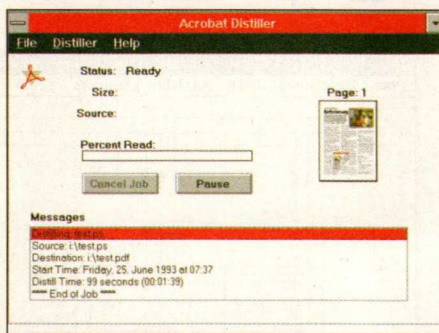 Acrobat Distiller
File Distiller Help
Status: Ready
Size:
Source:
Page: 1
Percent Read:
Cancel Job Pause
Messages
Distilling: test.ps
Source: i:\test.ps
Destination: i:\test.pdf
Start Time: Friday, 25. June 1993 at 07:37
Distill Time: 99 seconds (00:01:39)
**** End of Job ****